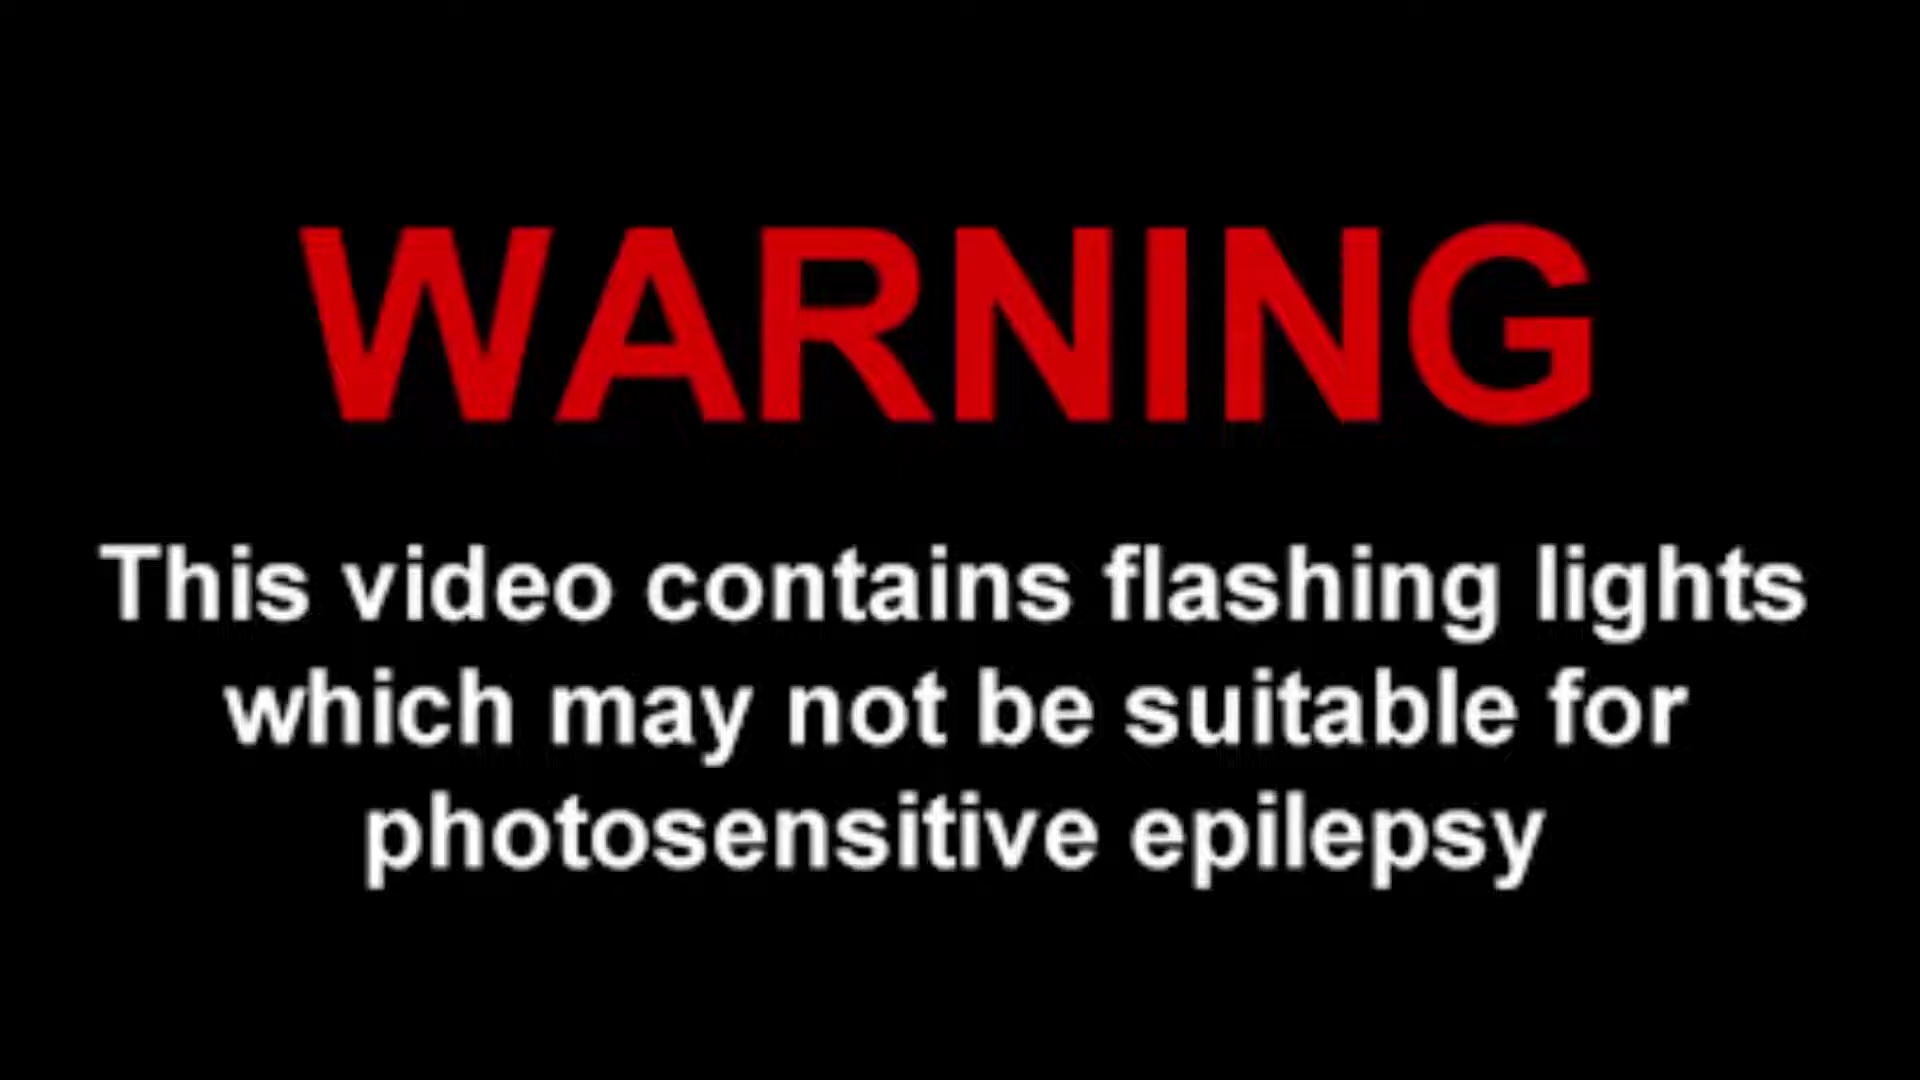 WARNING
This video contains flashing lights
which may not be suitable for
photosensitive epilepsy